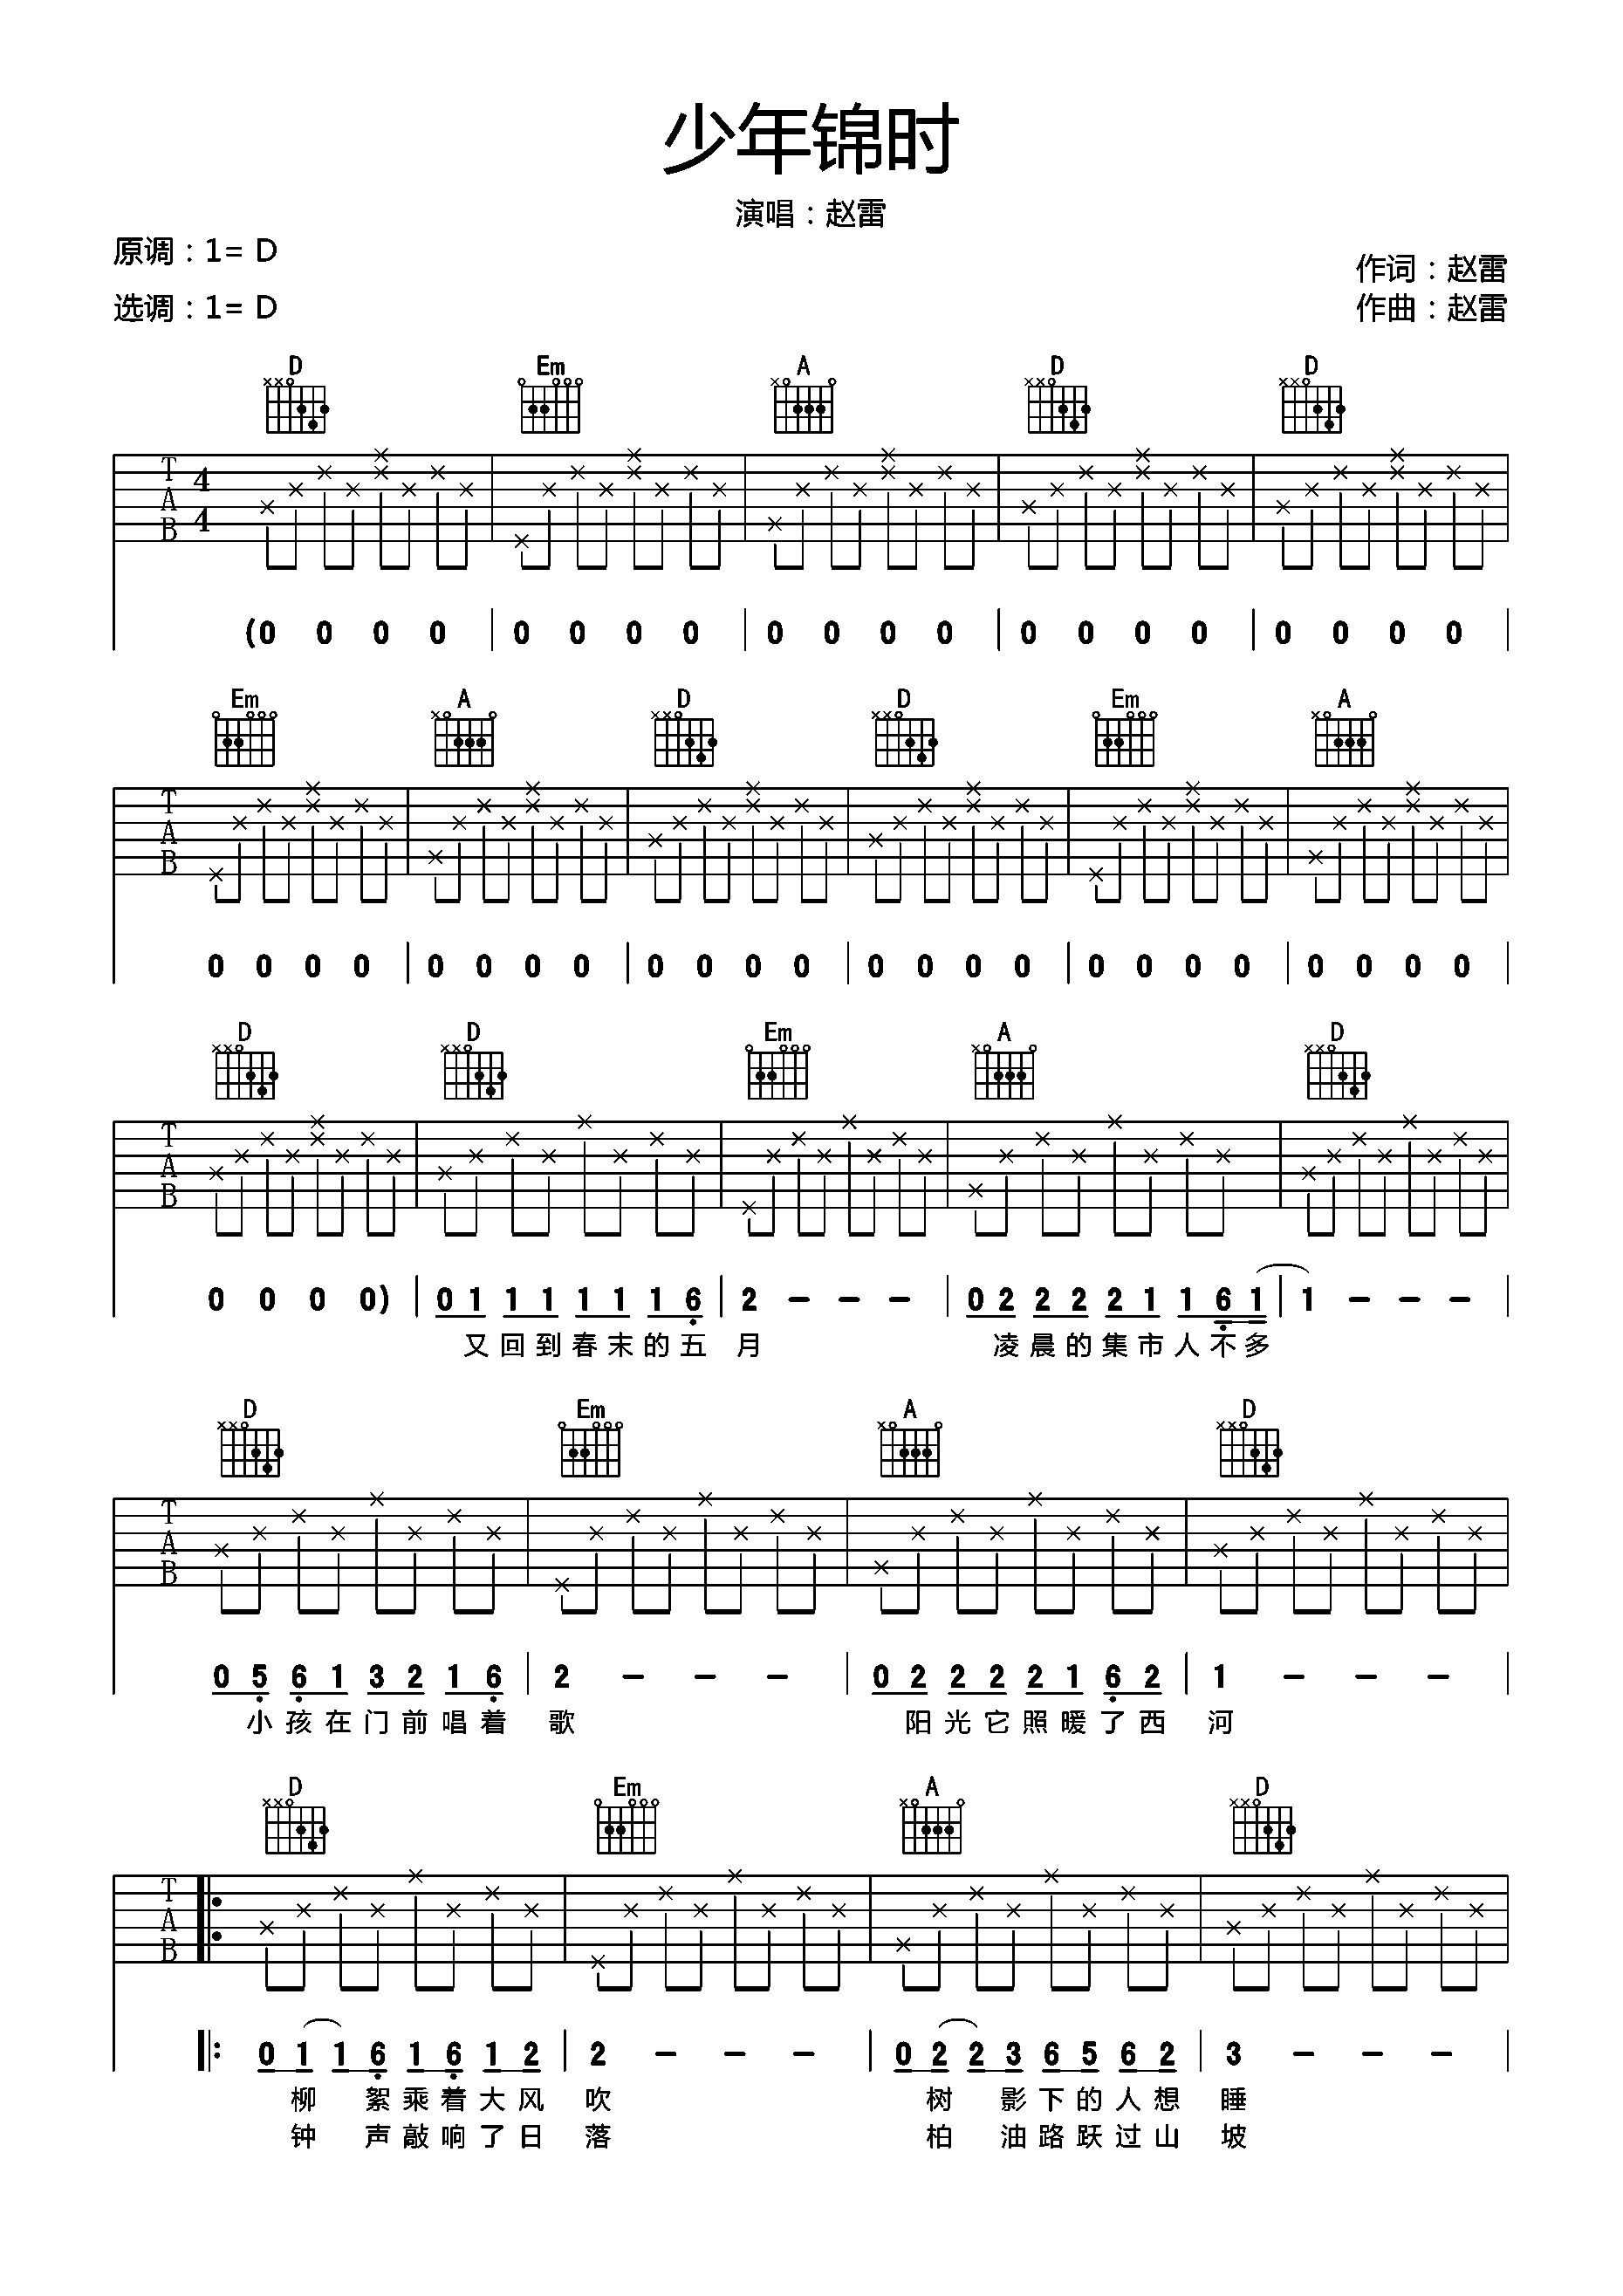 少年锦时
演唱：赵雷
原调：1= D
作词：赵雷
选调：1= D
作曲：赵雷
D Em A D D
T A B 4 4
(0 0 0 0 | 0 0 0 0 | 0 0 0 0 | 0 0 0 0 | 0 0 0 0 |
Em A D D Em A
T A B
0 0 0 0 | 0 0 0 0 | 0 0 0 0 | 0 0 0 0 | 0 0 0 0 | 0 0 0 0 |
D D Em A D
T A B
0 0 0 0) | 0 1 1 1 1 1 1 6 | 2 - - - | 0 2 2 2 2 1 1 6 1 | 1 - - - |
又回到春末的五月 凌晨的集市人不多
D Em A D
T A B
0 5 6 1 3 2 1 6 | 2 - - - | 0 2 2 2 2 1 6 2 | 1 - - - |
小孩在门前唱着歌 阳光它照暖了西河
D Em A D
T A B
0 1 1 6 1 6 1 2 | 2 - - - | 0 2 2 3 6 5 6 2 | 3 - - - |
柳絮乘着大风吹 树影下的人想睡
钟声敲响了日落 柏油路跃过山坡